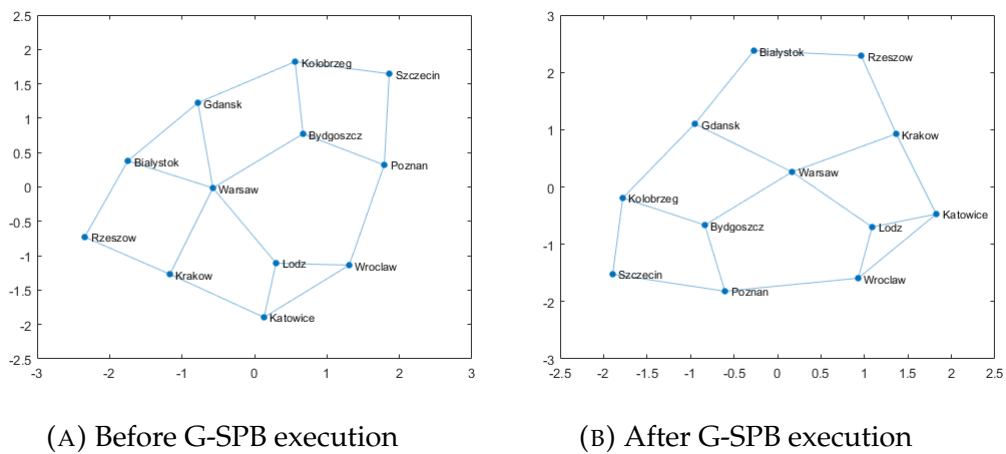 2.5
2
1.5
1
0.5
0
-0.5
-1
-1.5
-2
-2.5
-3
-2
-1
0
1
2
3
Kolobrzeg
Szczecin
Gdansk
Bydgoszcz
Bialystok
Poznan
Warsaw
Rzeszow
Lodz
Wroclaw
Krakow
Katowice
(A) Before G-SPB execution
3
2
1
0
-1
-2
-3
-2.5
-2
-1.5
-1
-0.5
0
0.5
1
1.5
2
2.5
Bialystok
Rzeszow
Gdansk
Krakow
Warsaw
Kolobrzeg
Katowice
Bydgoszcz
Lodz
Szczecin
Wroclaw
Poznan
(B) After G-SPB execution